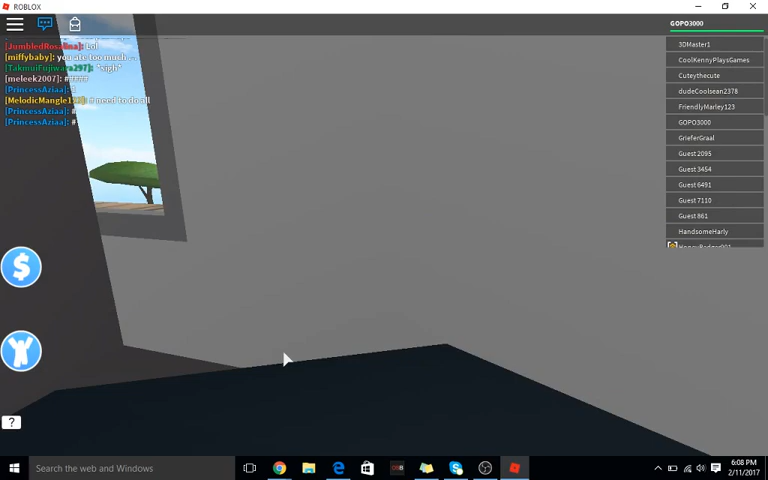 ROBLOX
GOPO3000
[JumbledRosalina]: Lol
[miffybaby]: you ate too much...
*sigh*
[meleek2007]: #####
[PrincessAziaa]: #
need to do all
[PrincessAziaa]: #
[PrincessAziaa]: #
3DMaster1
CoolKennyPlaysGames
Cuteythecute
dudeCoolsean2378
FriendlyMarley123
GOPO3000
GrieferGraal
Guest 2095
Guest 3454
Guest 6491
Guest 7110
Guest 861
HandsomeHarly
$
?
Search the web and Windows
6:08 PM
2/11/2017